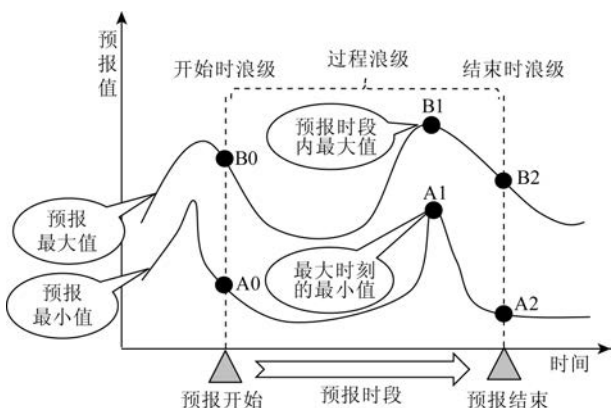 预报值
开始时浪级
过程浪级
结束时浪级
预报时段
内最大值
B1
B0
B2
预报
最大值
A1
预报
最小值
A0
最大时刻
的最小值
A2
时间
预报开始
预报时段
预报结束